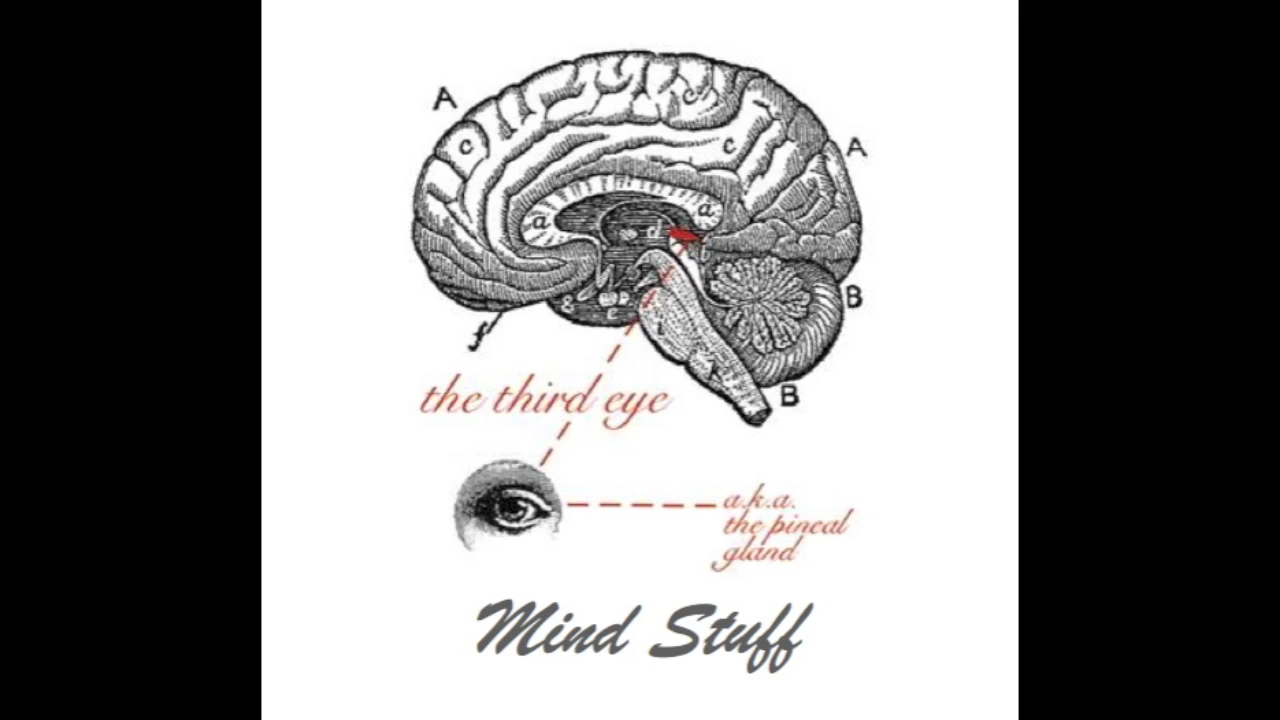 A
A
c
c
a
a
d
B
g
f
i
B
the third eye
a.k.a.
the pineal
gland
Mind Stuff